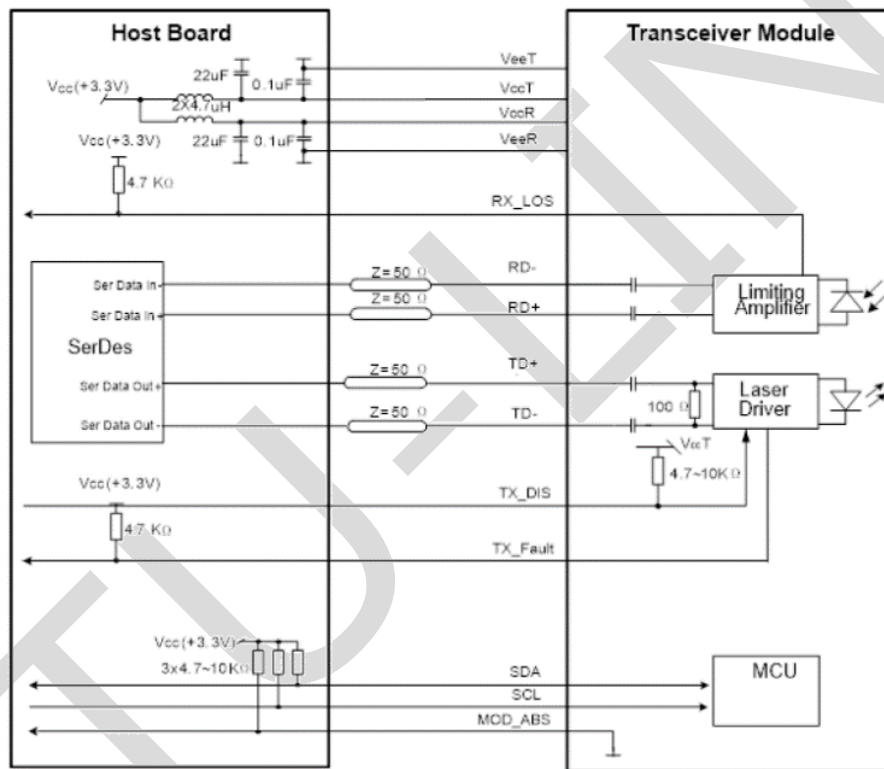 Host Board
Transceiver Module
VeeT
22uF
0.1uF
Vcc(+3.3V)
VccT
2X4.7uH
VccR
Vcc(+3.3V)
22uF
0.1uF
VeeR
4.7 KΩ
RX_LOS
Z=50 Ω
RD-
Ser Data In-
Z=50 Ω
Limiting
Amplifier
RD+
Ser Data In+
SerDes
Z=50 Ω
TD+
Ser Data Out+
Laser
Driver
Z=50 Ω
100 Ω
TD-
Ser Data Out-
VccT
4.7~10KΩ
Vcc(+3.3V)
TX_DIS
4.7 KΩ
TX_Fault
Vcc(+3.3V)
3x4.7~10KΩ
SDA
MCU
SCL
MOD_ABS
TU-LIN